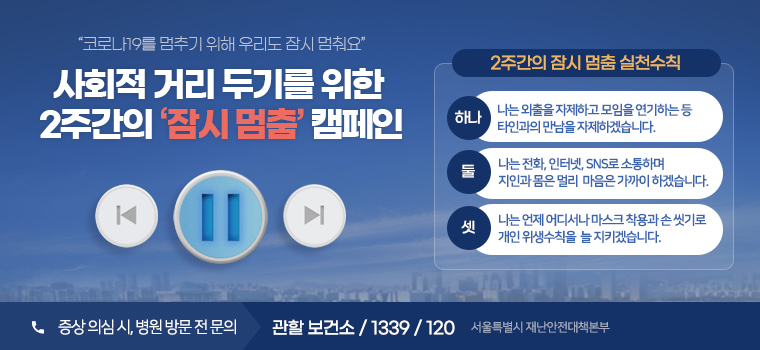 “코로나19를 멈추기 위해 우리도 잠시 멈춰요”
사회적 거리 두기를 위한
2주간의 ‘잠시 멈춤’ 캠페인
2주간의 잠시 멈춤 실천수칙
하나
나는 외출을 자제하고 모임을 연기하는 등
타인과의 만남을 자제하겠습니다.
둘
나는 전화, 인터넷, SNS로 소통하며
지인과 몸은 멀리 마음은 가까이 하겠습니다.
셋
나는 언제 어디서나 마스크 착용과 손 씻기로
개인 위생수칙을 늘 지키겠습니다.
증상 의심 시, 병원 방문 전 문의
관할 보건소 / 1339 / 120
서울특별시 재난안전대책본부